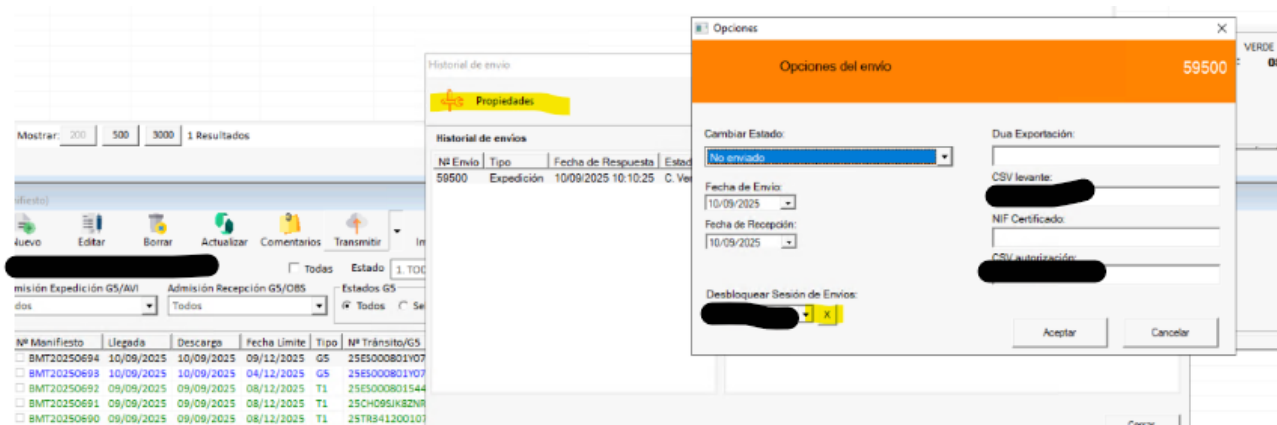 Opciones
Opciones del envío
59500
VERDE
Historial de envio
Propiedades
Mostrar: 200 500 3000 1 Resultados
Historial de envíos
Nº Envio Tipo Fecha de Respuesta
59500 Expedición 10/09/2025 10:10:25
Cambiar Estado:
No enviado
Fecha de Envio:
10/09/2025
Fecha de Recepción:
10/09/2025
Desbloquear Sesión de Envios:
X
Dua Exportación:
CSV levante:
NIF Certificado:
CSV autorización:
Aceptar Cancelar
Editar Borrar Actualizar Comentarios Transmitir
Todas Estado
Expedición G5/AVI Admisión Recepción G5/OBS Estados G5
Todos Todos
Nº Manifiesto Llegada Descarga Fecha Límite Tipo Nº Tránsito/G5
BMT20250694 10/09/2025 10/09/2025 09/12/2025 G5
BMT20250693 10/09/2025 10/09/2025 04/12/2025 G5
BMT20250692 09/09/2025 09/09/2025 08/12/2025 T1
BMT20250691 09/09/2025 09/09/2025 08/12/2025 T1
BMT20250690 09/09/2025 09/09/2025 08/12/2025 T1